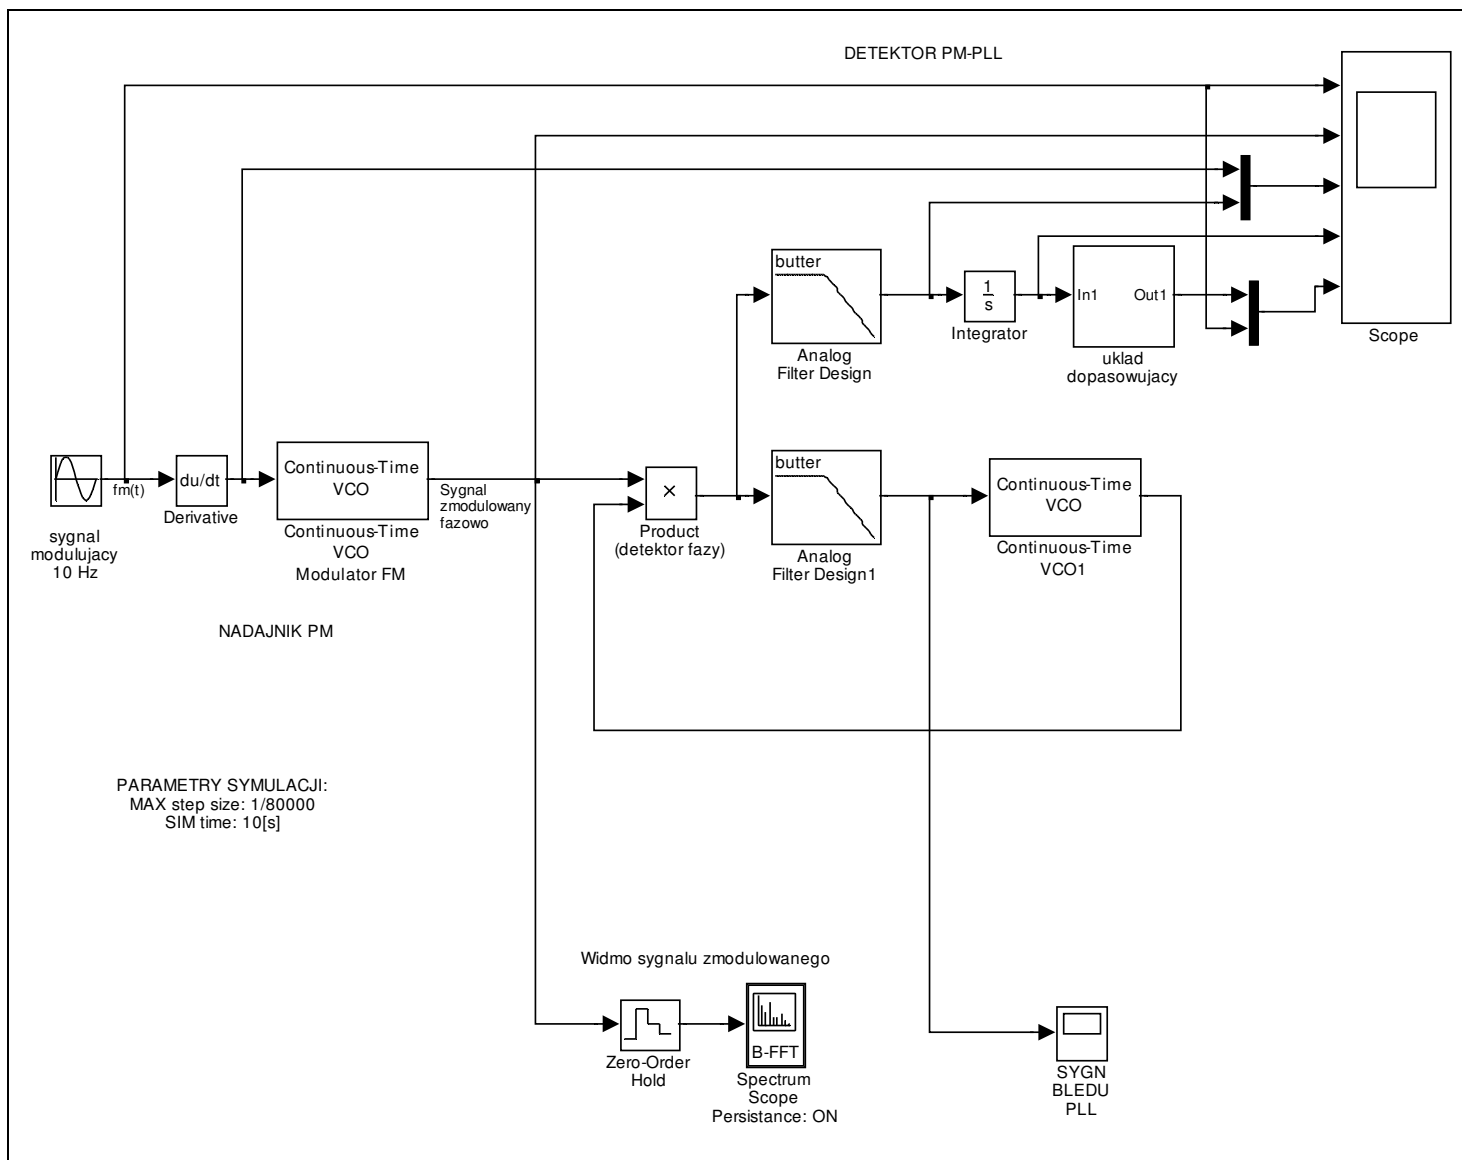 DETEKTOR PM-PLL
butter
Analog
Filter Design
1
s
Integrator
In1 Out1
uklad
dopasowujacy
Scope
fm(t)
sygnal
modulujacy
10 Hz
du/dt
Derivative
Continuous-Time
VCO
Continuous-Time
VCO
Modulator FM
Sygnal
zmodulowany
fazowo
×
Product
(detektor fazy)
butter
Analog
Filter Design1
Continuous-Time
VCO
Continuous-Time
VCO1
NADAJNIK PM
PARAMETRY SYMULACJI:
MAX step size: 1/80000
SIM time: 10[s]
Widmo sygnalu zmodulowanego
Zero-Order
Hold
B-FFT
Spectrum
Scope
Persistance: ON
SYGN
BLEDU
PLL